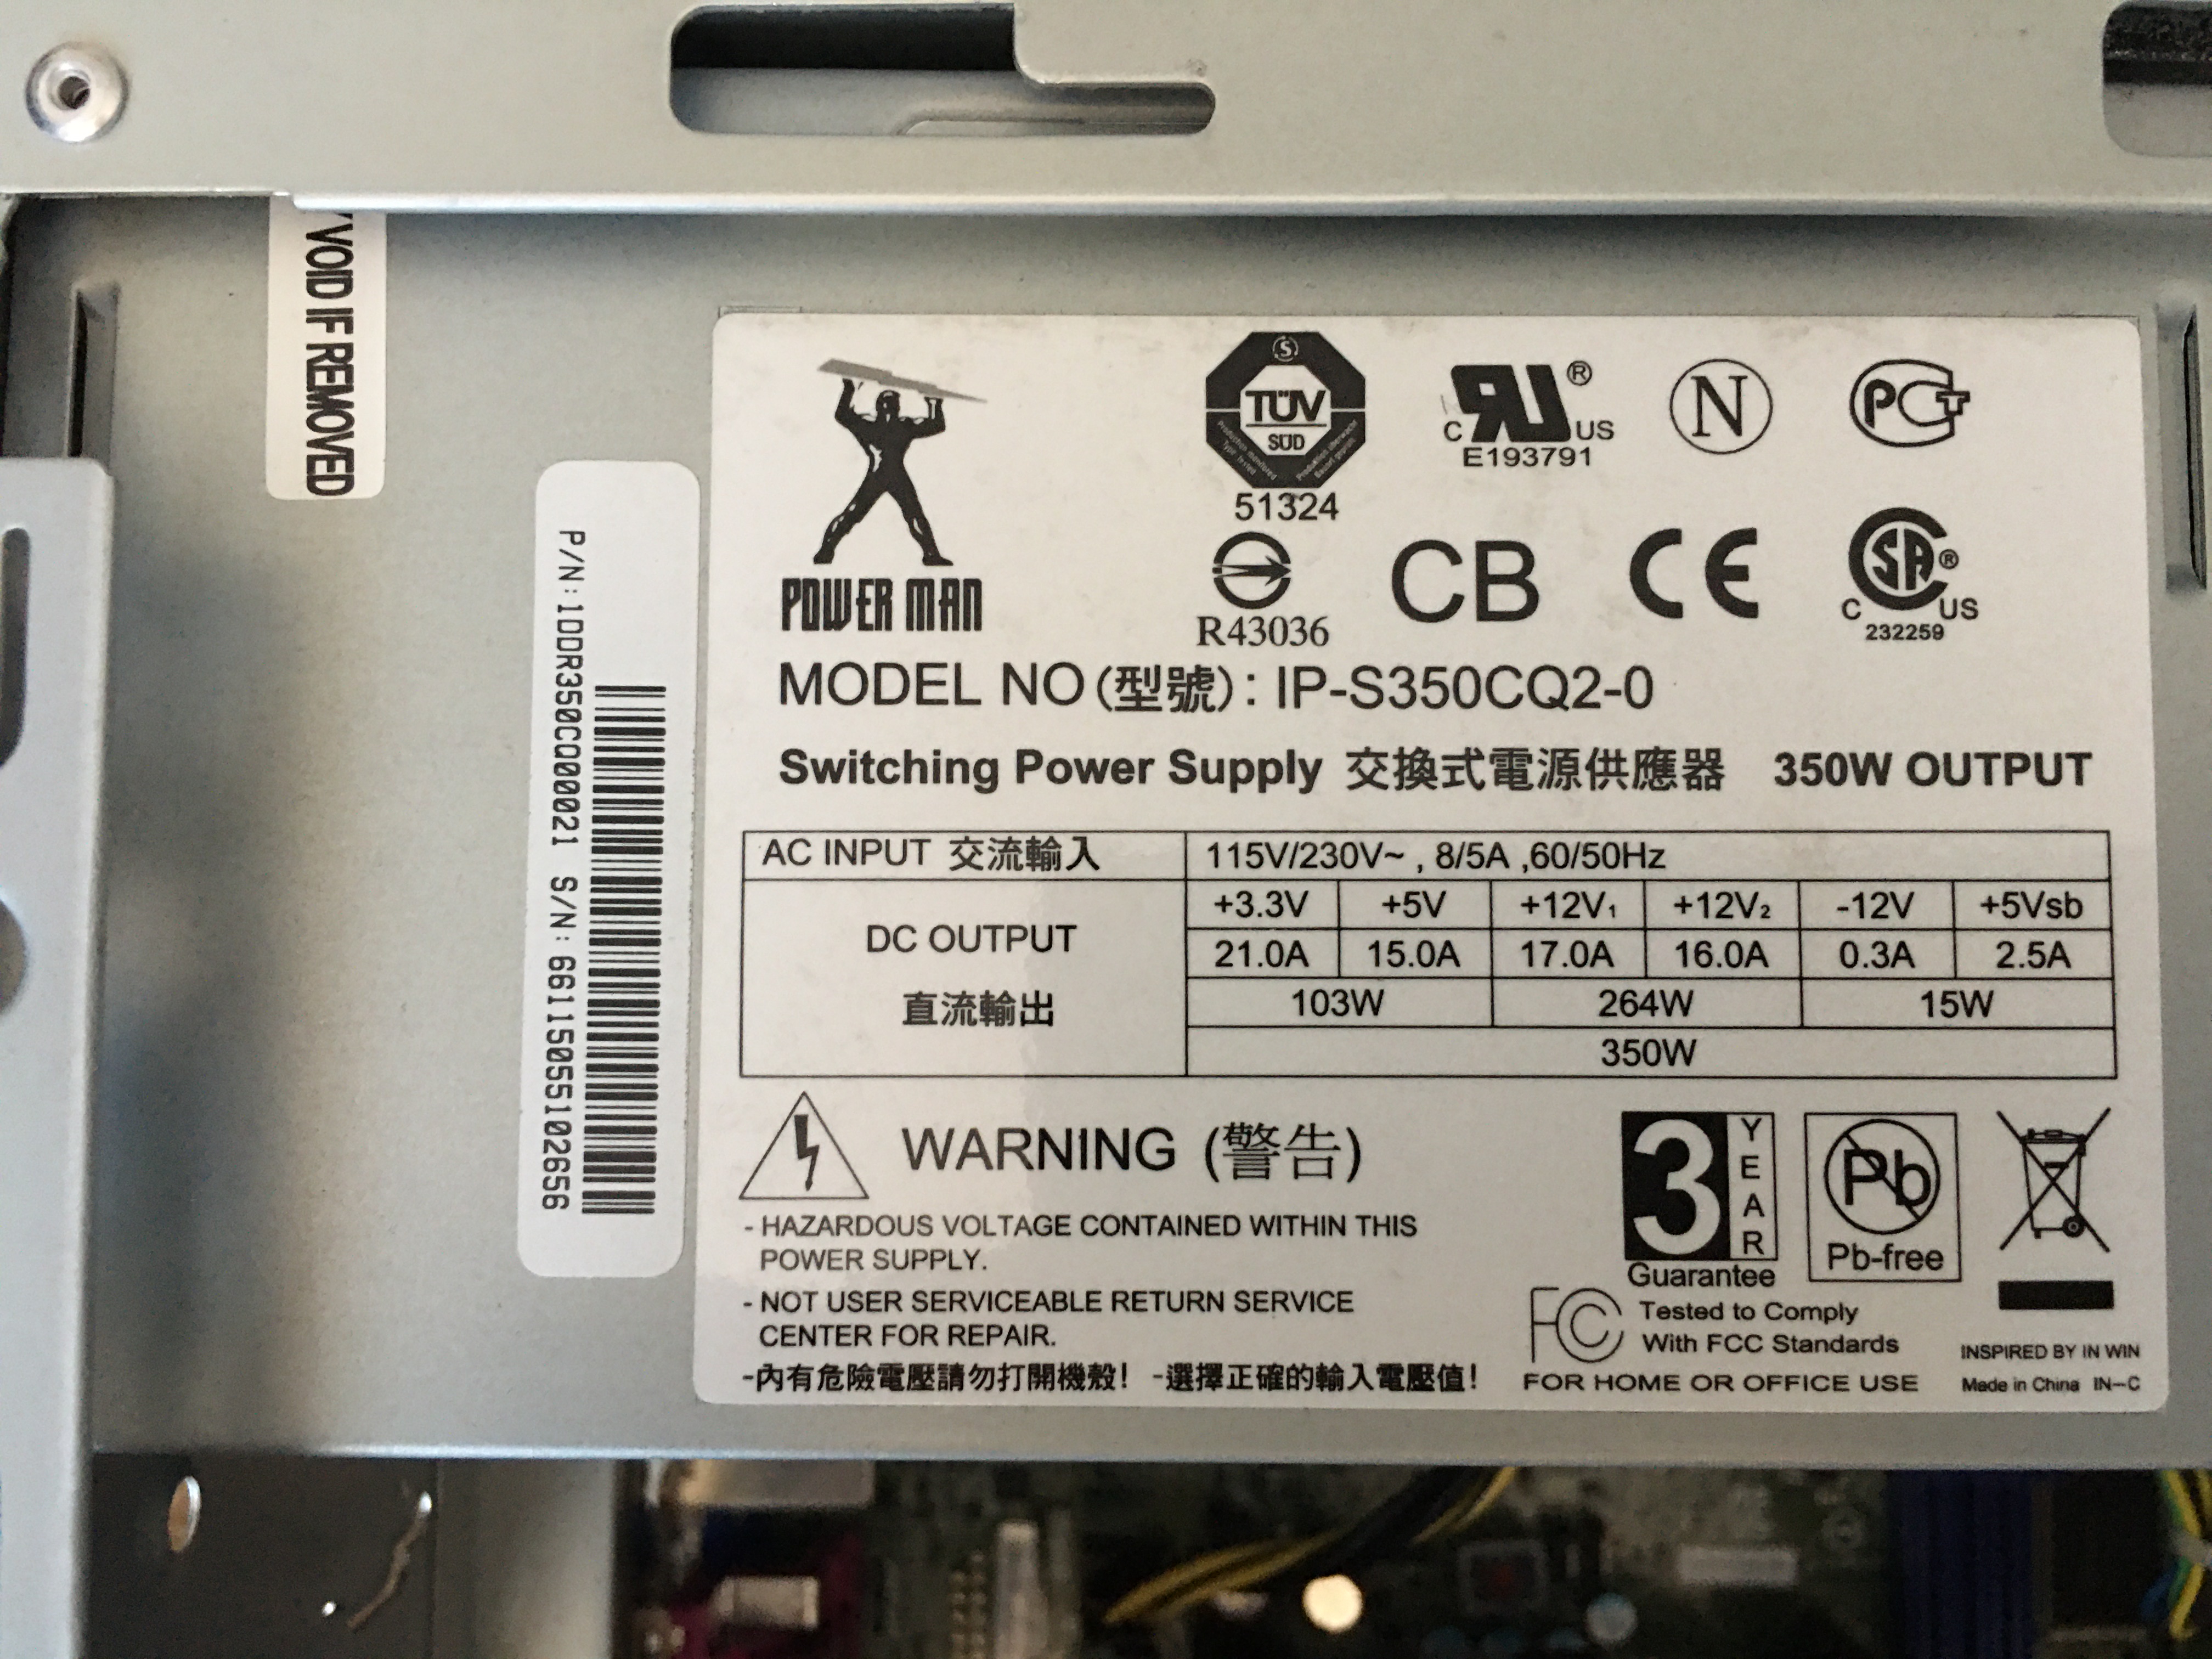 S
TÜV
SUD
51324
C US
E193791
N
PC
POWER MAN
R43036
CB
CE
SA
C US
232259
MODEL NO (型號) : IP-S350CQ2-0
Switching Power Supply 交換式電源供應器 350W OUTPUT
AC INPUT 交流輸入 115V/230V~ , 8/5A ,60/50Hz
DC OUTPUT
直流輸出
+3.3V +5V +12V₁ +12V₂ -12V +5Vsb
21.0A 15.0A 17.0A 16.0A 0.3A 2.5A
103W 264W 15W
350W
WARNING (警告)
- HAZARDOUS VOLTAGE CONTAINED WITHIN THIS
POWER SUPPLY.
- NOT USER SERVICEABLE RETURN SERVICE
CENTER FOR REPAIR.
-內有危險電壓請勿打開機殼! -選擇正確的輸入電壓值!
3
YEAR
Guarantee
Pb
Pb-free
FC
Tested to Comply
With FCC Standards
FOR HOME OR OFFICE USE
INSPIRED BY IN WIN
Made in China IN-C
P/N:1DDR350CQ00021 S/N:66115055102656
VOID IF REMOVED